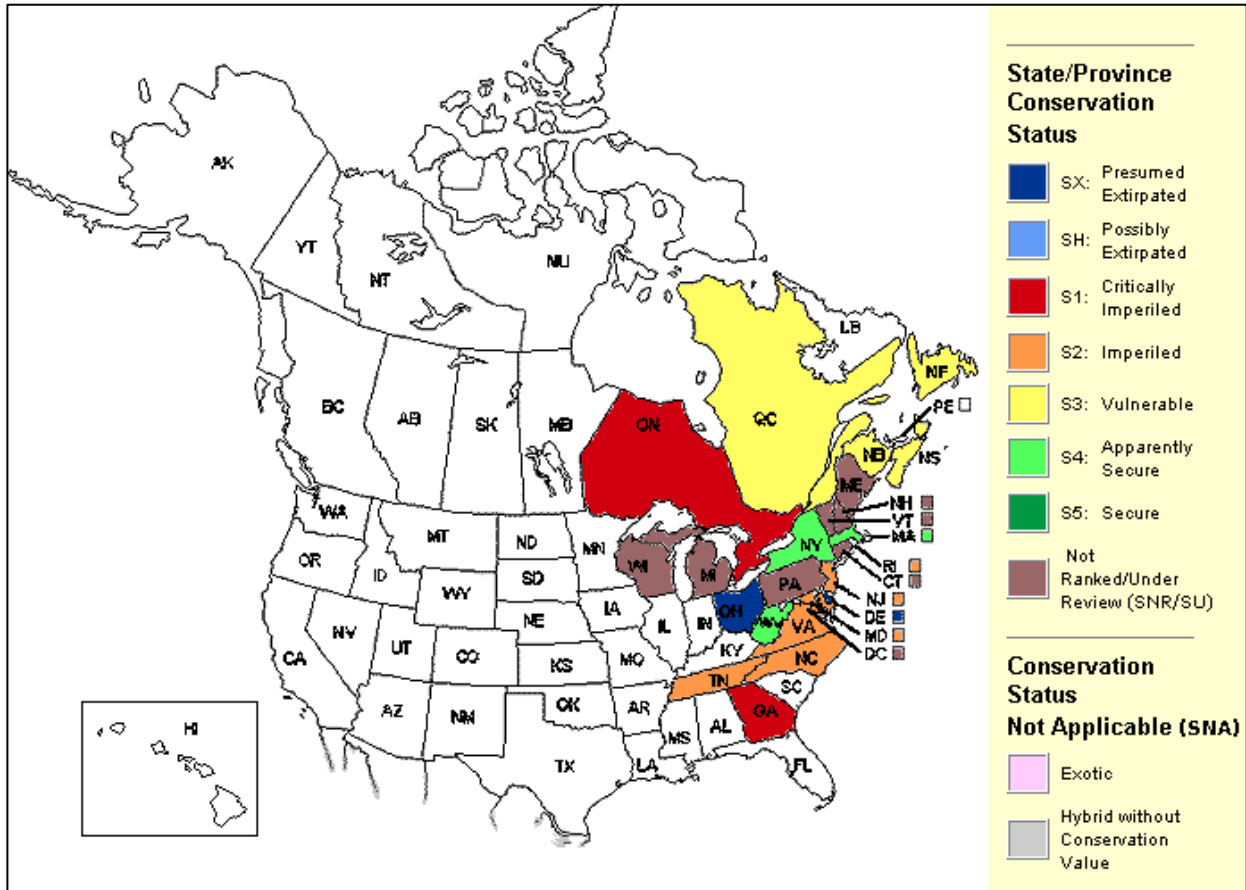 AK
YT
NT
NU
LB
NF
PE
BC
AB
SK
MB
ON
QC
NB
NS
ME
NH
VT
MA
WA
MT
ND
MN
NY
RI
OR
ID
SD
WI
MI
PA
CT
NJ
WY
IA
OH
DE
NE
IL
IN
WV
VA
MD
NV
UT
CO
KS
MO
KY
DC
CA
NC
TN
SC
AZ
NM
OK
AR
GA
MS
AL
HI
TX
LA
FL
State/Province
Conservation
Status
SX: Presumed
Extirpated
SH: Possibly
Extirpated
S1: Critically
Imperiled
S2: Imperiled
S3: Vulnerable
S4: Apparently
Secure
S5: Secure
Not
Ranked/Under
Review (SNR/SU)
Conservation
Status
Not Applicable (SNA)
Exotic
Hybrid without
Conservation
Value